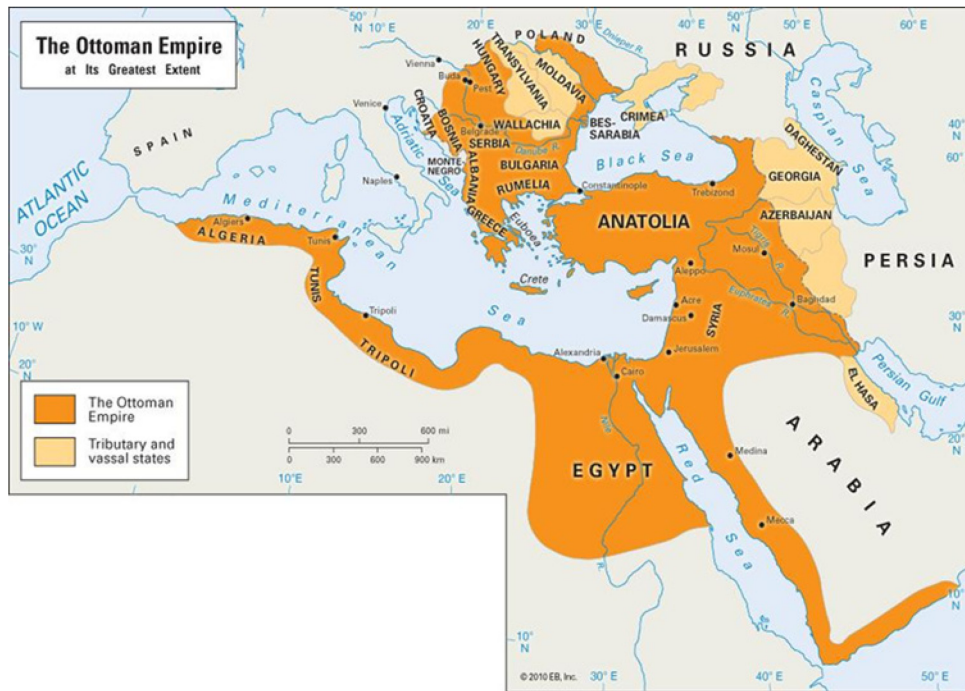 The Ottoman Empire
at Its Greatest Extent
50° N
10° E
0°
10° E
20° E
30° E
40° E
50° N
50° E
60° E
POLAND
Dnieper R.
RUSSIA
Vienna
Buda
Pest
HUNGARY
TRANSYLVANIA
MOLDAVIA
Venice
CROATIA
BOSNIA
Belgrade
SERBIA
WALLACHIA
BES-
SARABIA
CRIMEA
Danube R.
Adriatic Sea
MONTE-
NEGRO
ALBANIA
BULGARIA
RUMELIA
Black Sea
Caspian Sea
DAGHESTAN
GEORGIA
40°
N
SPAIN
Naples
Constantinople
Trebizond
AZERBAIJAN
ATLANTIC
OCEAN
Mediterranean
Sea
Algiers
ALGERIA
Tunis
TUNIS
GREECE
Euboea
ANATOLIA
Tigris R.
Mosul
PERSIA
30°
N
Crete
Aleppo
Euphrates R.
Baghdad
10° W
Tripoli
TRIPOLI
Acre
Damascus
SYRIA
30°
N
20°
N
Alexandria
Jerusalem
Cairo
Persian Gulf
EL HASA
The Ottoman
Empire
Tributary and
vassal states
0 300 600 mi
0 300 600 900 km
Nile
R.
20°
N
EGYPT
Red
Sea
Medina
Mecca
ARABIA
0°
10°E
20° E
10°
N
10°
N
© 2010 EB, Inc.
30° E
40° E
50° E